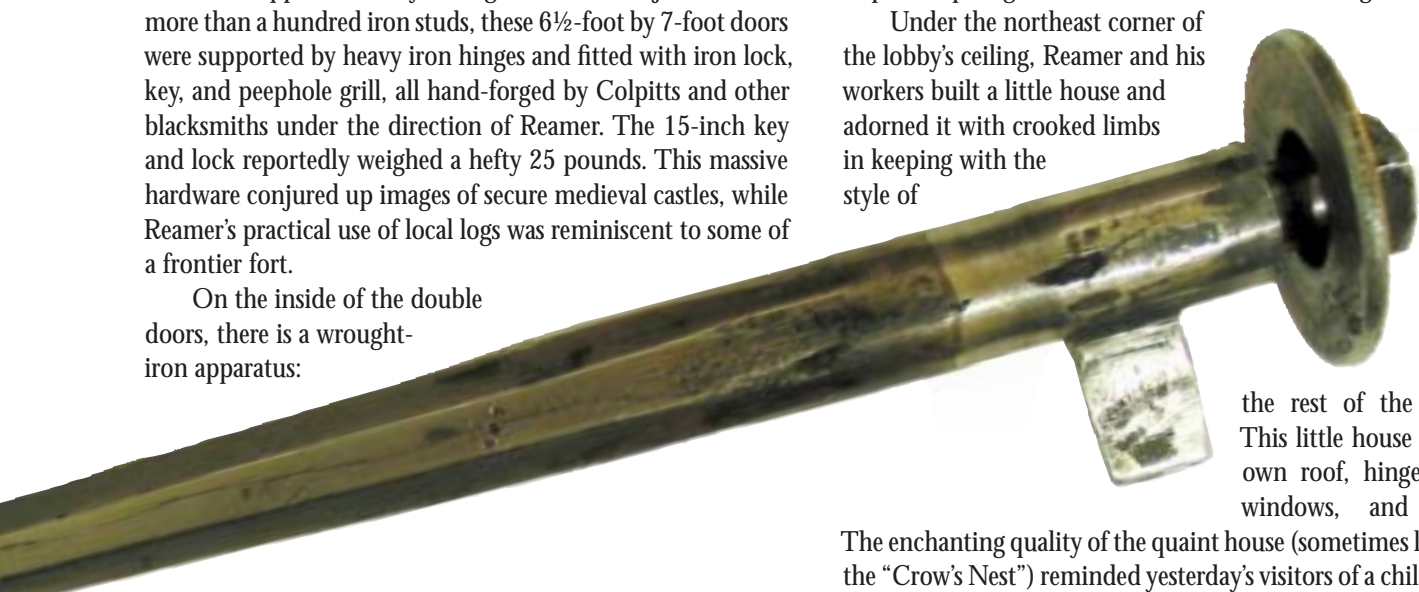 more than a hundred iron studs, these 6½-foot by 7-foot doors
were supported by heavy iron hinges and fitted with iron lock,
key, and peephole grill, all hand-forged by Colpitts and other
blacksmiths under the direction of Reamer. The 15-inch key
and lock reportedly weighed a hefty 25 pounds. This massive
hardware conjured up images of secure medieval castles, while
Reamer’s practical use of local logs was reminiscent to some of
a frontier fort.
On the inside of the double
doors, there is a wrought-
iron apparatus:
Under the northeast corner of
the lobby’s ceiling, Reamer and his
workers built a little house and
adorned it with crooked limbs
in keeping with the
style of
the rest of the
This little house
own roof, hinge
windows, and
The enchanting quality of the quaint house (sometimes
the “Crow’s Nest”) reminded yesterday’s visitors of a